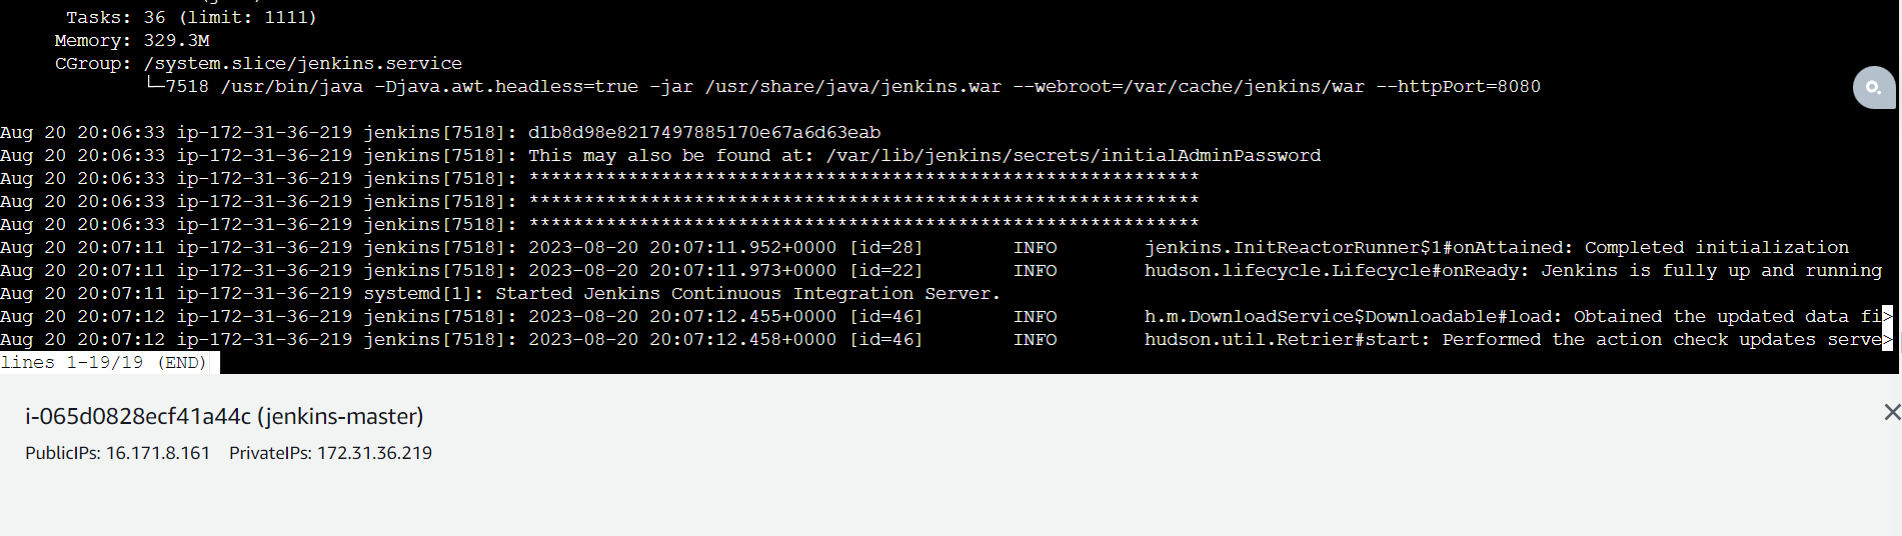 Tasks: 36 (limit: 1111)
Memory: 329.3M
CGroup: /system.slice/jenkins.service
└─7518 /usr/bin/java -Djava.awt.headless=true -jar /usr/share/java/jenkins.war --webroot=/var/cache/jenkins/war --httpPort=8080
Aug 20 20:06:33 ip-172-31-36-219 jenkins[7518]: d1b8d98e8217497885170e67a6d63eab
Aug 20 20:06:33 ip-172-31-36-219 jenkins[7518]: This may also be found at: /var/lib/jenkins/secrets/initialAdminPassword
Aug 20 20:06:33 ip-172-31-36-219 jenkins[7518]: *************************************************************
Aug 20 20:06:33 ip-172-31-36-219 jenkins[7518]: *************************************************************
Aug 20 20:06:33 ip-172-31-36-219 jenkins[7518]: *************************************************************
Aug 20 20:07:11 ip-172-31-36-219 jenkins[7518]: 2023-08-20 20:07:11.952+0000 [id=28] INFO jenkins.InitReactorRunner$1#onAttained: Completed initialization
Aug 20 20:07:11 ip-172-31-36-219 jenkins[7518]: 2023-08-20 20:07:11.973+0000 [id=22] INFO hudson.lifecycle.Lifecycle#onReady: Jenkins is fully up and running
Aug 20 20:07:11 ip-172-31-36-219 systemd[1]: Started Jenkins Continuous Integration Server.
Aug 20 20:07:12 ip-172-31-36-219 jenkins[7518]: 2023-08-20 20:07:12.455+0000 [id=46] INFO h.m.DownloadService$Downloadable#load: Obtained the updated data fi>
Aug 20 20:07:12 ip-172-31-36-219 jenkins[7518]: 2023-08-20 20:07:12.458+0000 [id=46] INFO hudson.util.Retrier#start: Performed the action check updates serve>
lines 1-19/19 (END)
i-065d0828ecf41a44c (jenkins-master)
PublicIPs: 16.171.8.161 PrivateIPs: 172.31.36.219